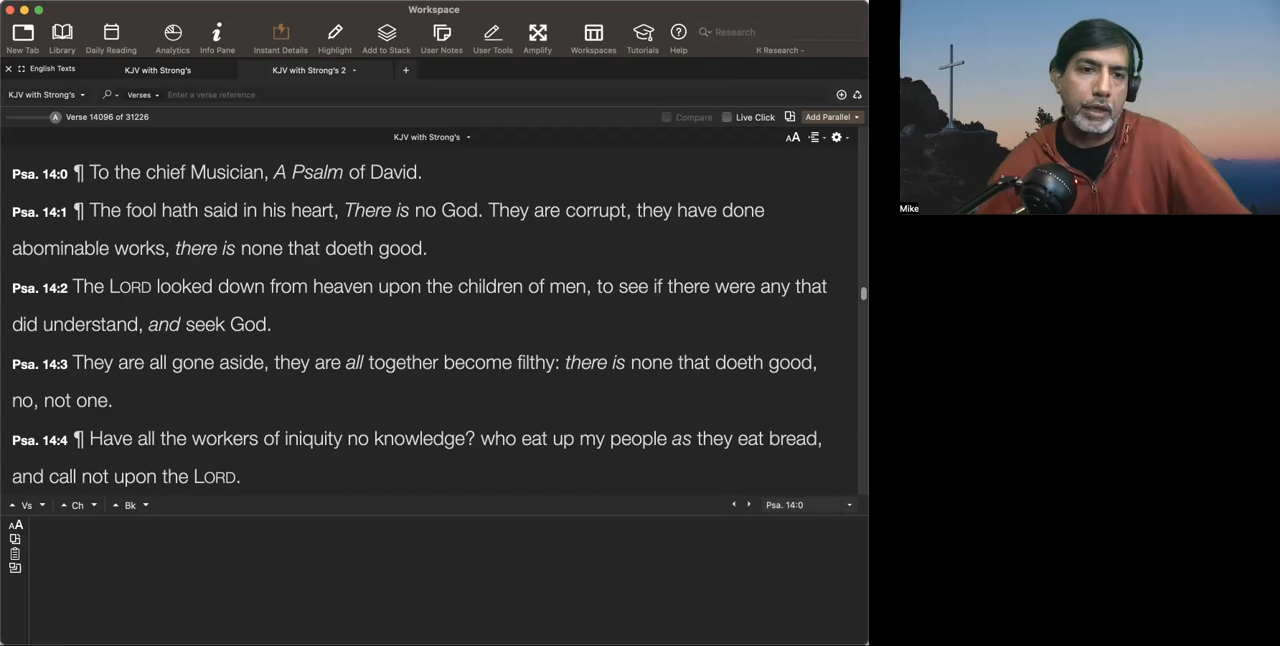 Workspace
New Tab Library Daily Reading Analytics Info Pane Instant Details Highlight Add to Stack User Notes User Tools Amplify Workspaces Tutorials Help Research
English Texts KJV with Strong's KJV with Strong's 2
KJV with Strong's Verses Enter a verse reference
A Verse 14096 of 31226 Compare Live Click Add Parallel
KJV with Strong's
Psa. 14:0 ¶ To the chief Musician, A Psalm of David.
Psa. 14:1 ¶ The fool hath said in his heart, There is no God. They are corrupt, they have done
abominable works, there is none that doeth good.
Psa. 14:2 The LORD looked down from heaven upon the children of men, to see if there were any that
did understand, and seek God.
Psa. 14:3 They are all gone aside, they are all together become filthy: there is none that doeth good,
no, not one.
Psa. 14:4 ¶ Have all the workers of iniquity no knowledge? who eat up my people as they eat bread,
and call not upon the LORD.
Vs Ch Bk Psa. 14:0
AA
Mike